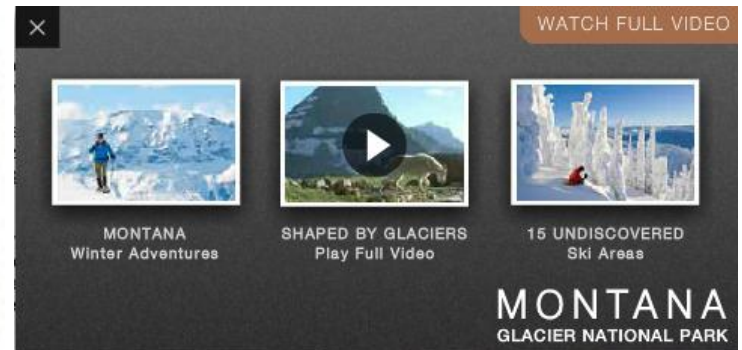 WATCH FULL VIDEO
MONTANA
Winter Adventures
SHAPED BY GLACIERS
Play Full Video
15 UNDISCOVERED
Ski Areas
MONTANA
GLACIER NATIONAL PARK